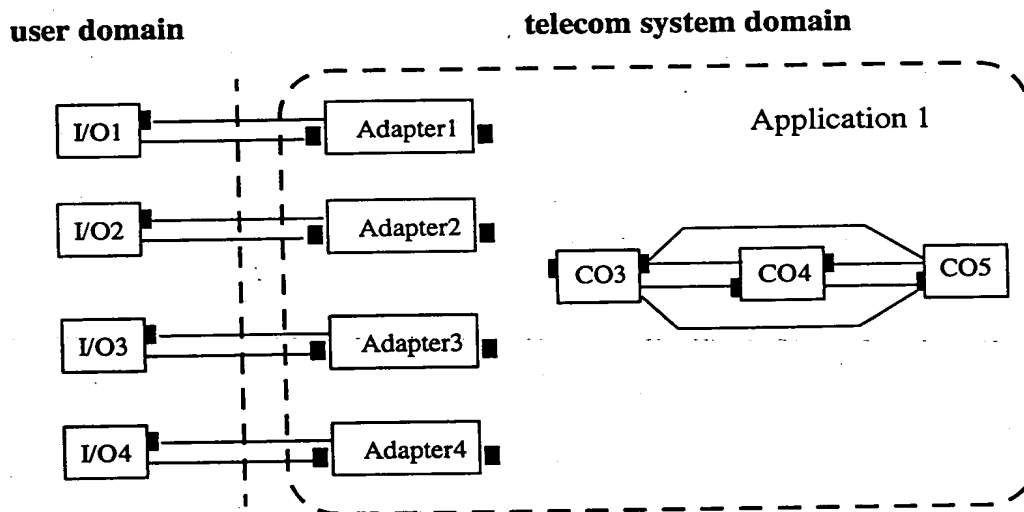 user domain
telecom system domain
Application 1
I/O1
Adapter1
I/O2
Adapter2
CO3
CO4
CO5
I/O3
Adapter3
I/O4
Adapter4